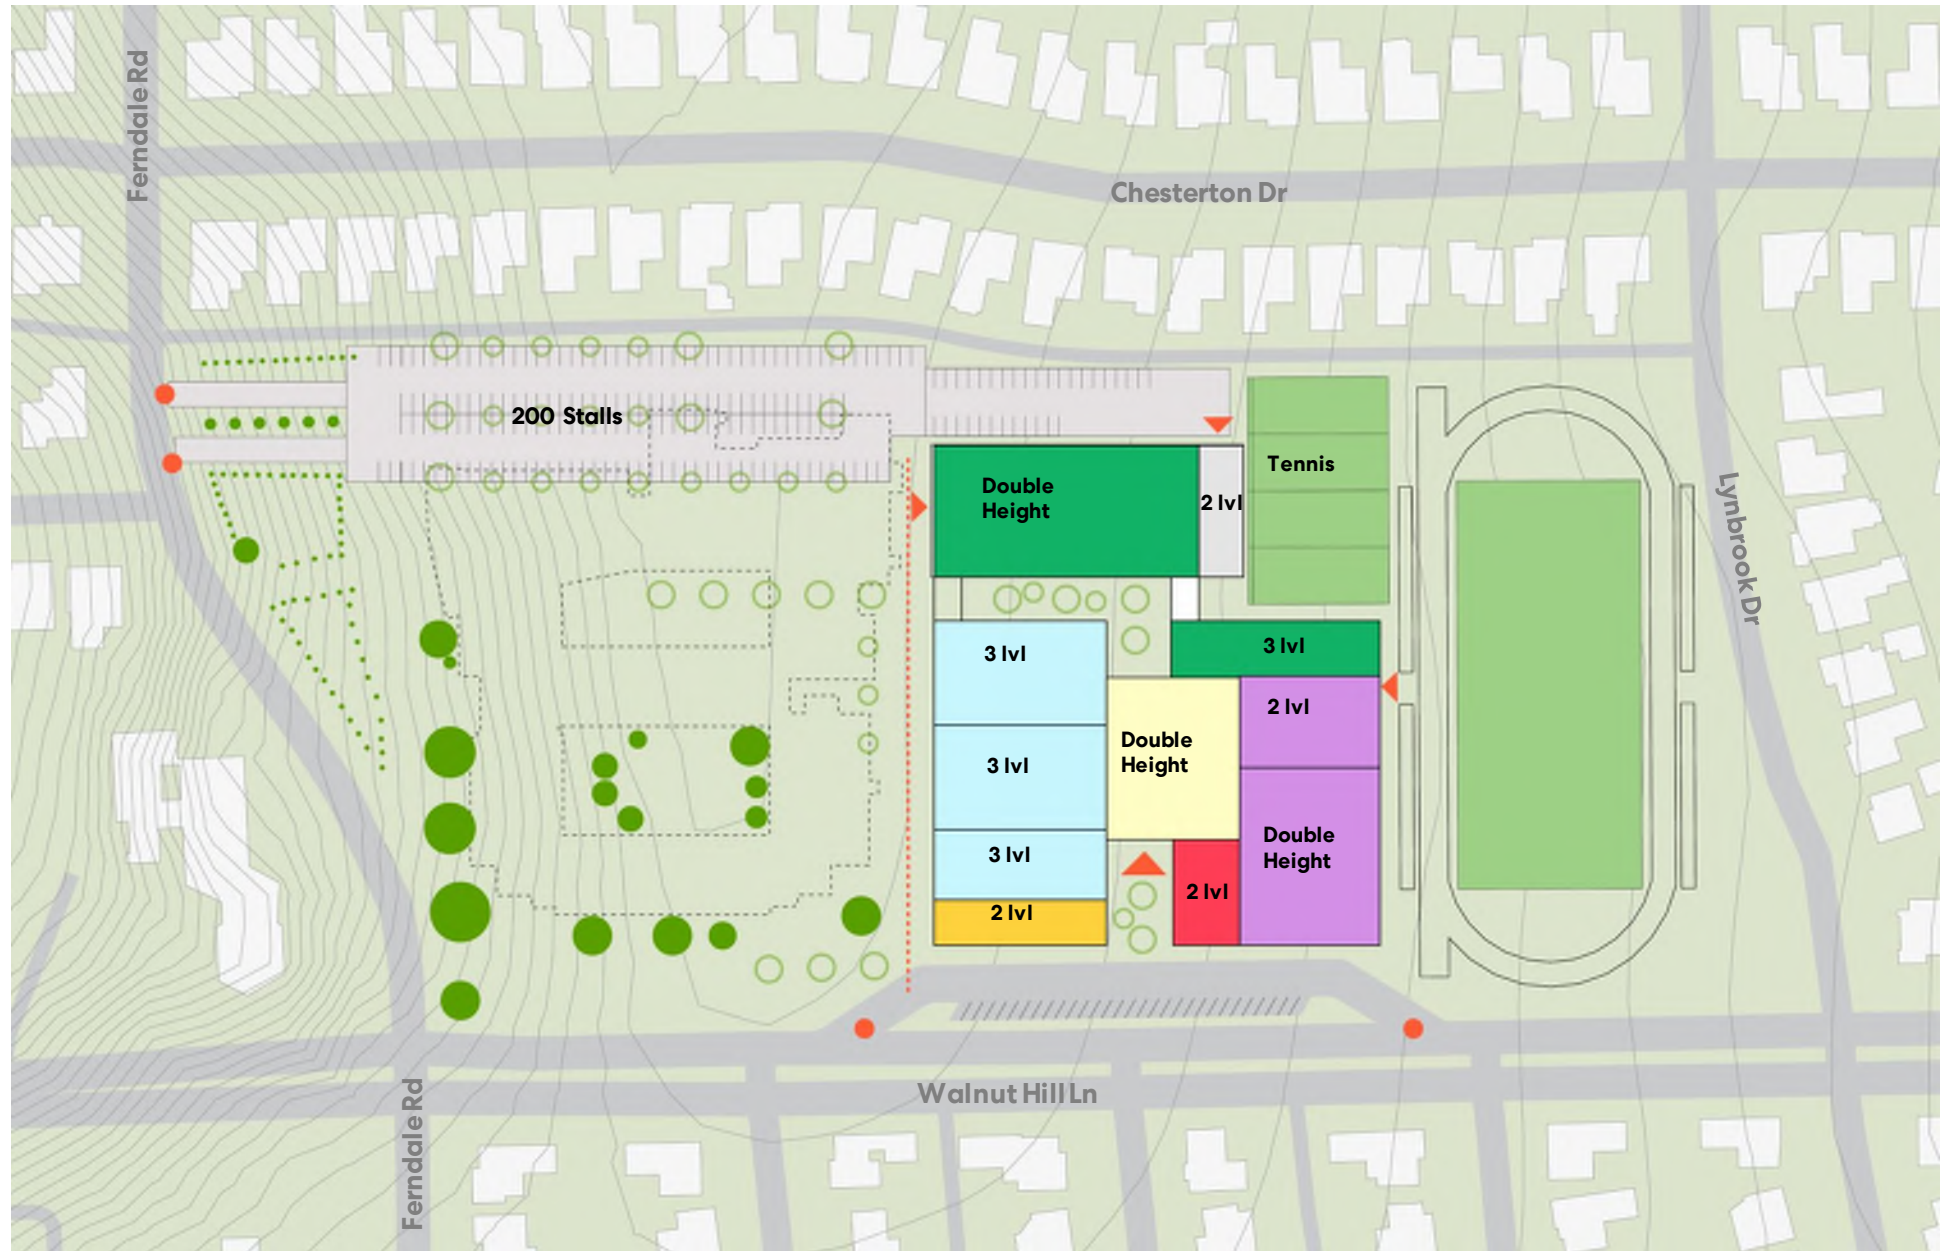 Ferndale Rd
Chesterton Dr
200 Stalls
Double
Height
2 lvl
Tennis
Lynbrook Dr
3 lvl
3 lvl
2 lvl
Double
Height
3 lvl
Double
Height
3 lvl
2 lvl
2 lvl
Walnut Hill Ln
Ferndale Rd